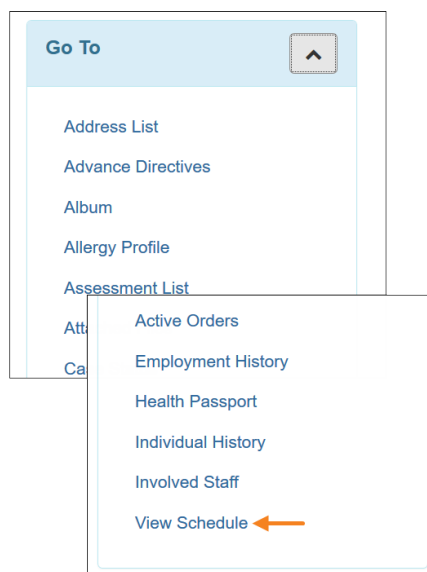 Go To
Address List
Advance Directives
Album
Allergy Profile
Assessment List
Active Orders
Employment History
Health Passport
Individual History
Involved Staff
View Schedule